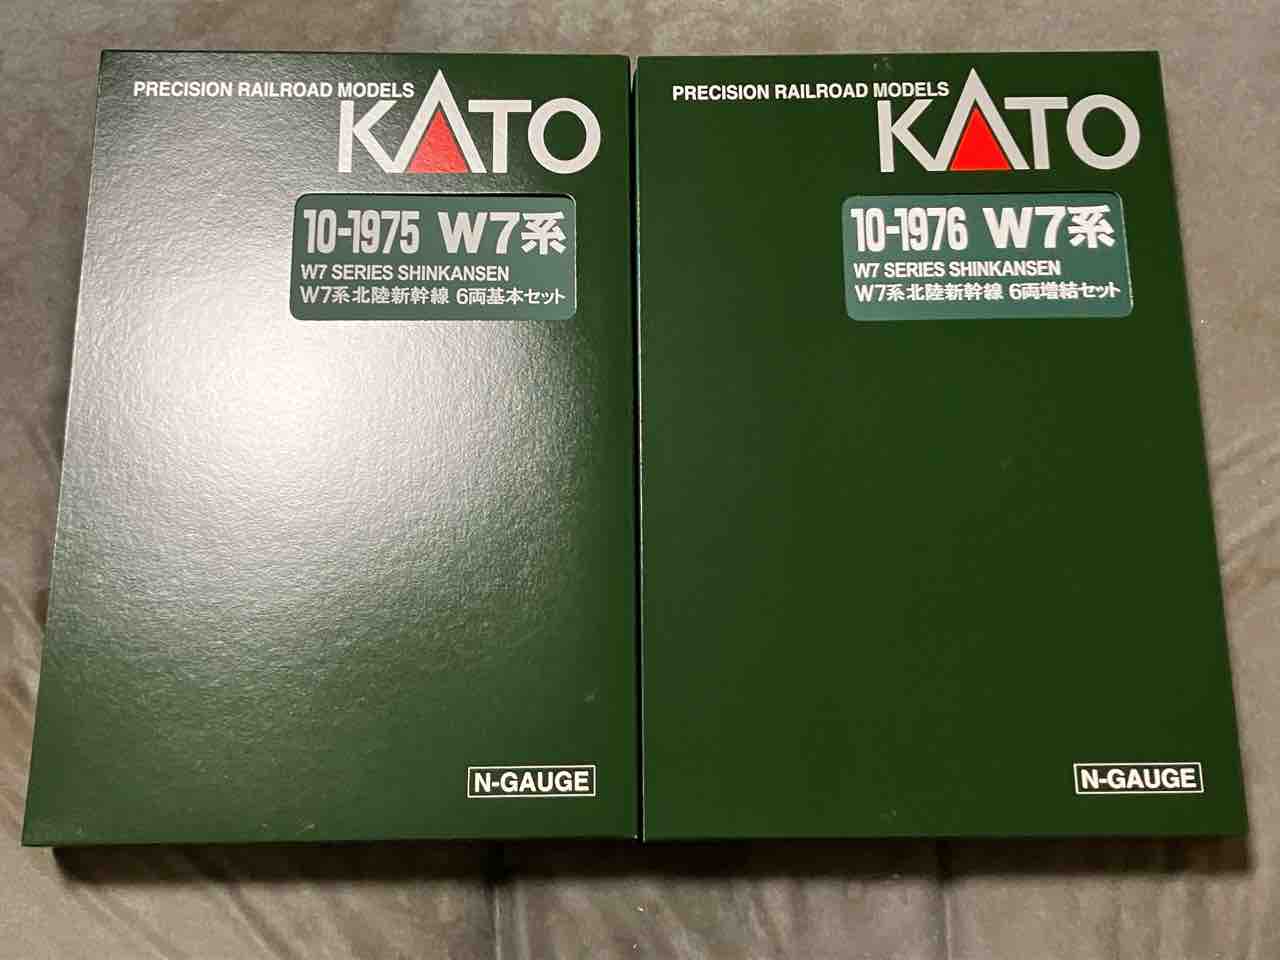 PRECISION RAILROAD MODELS
KATO
10-1975 W7系
W7 SERIES SHINKANSEN
W7系北陸新幹線 6両基本セット
N-GAUGE
PRECISION RAILROAD MODELS
KATO
10-1976 W7系
W7 SERIES SHINKANSEN
W7系北陸新幹線 6両増結セット
N-GAUGE